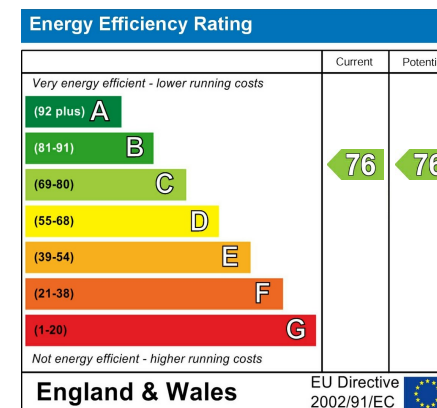 Energy Efficiency Rating
Current Potenti
Very energy efficient - lower running costs
(92 plus) A
(81-91) B
(69-80) C
(55-68) D
(39-54) E
(21-38) F
(1-20) G
76 76
Not energy efficient - higher running costs
England & Wales
EU Directive
2002/91/EC